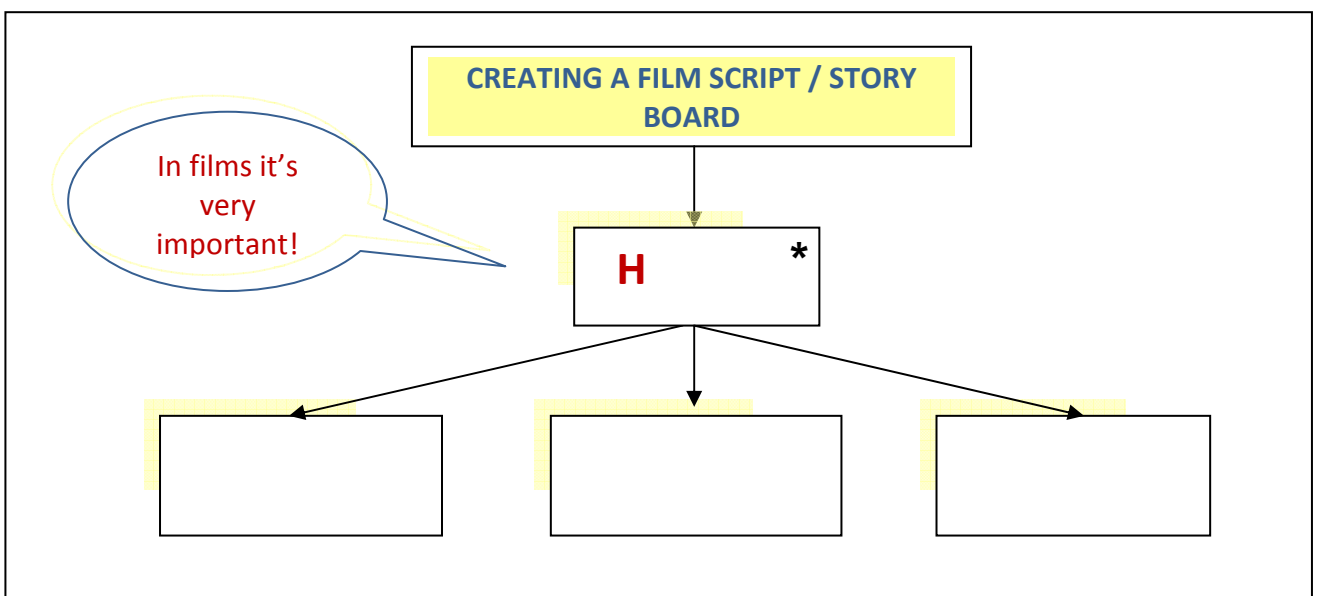 CREATING A FILM SCRIPT / STORY
BOARD
In films it’s
very
important!
H *